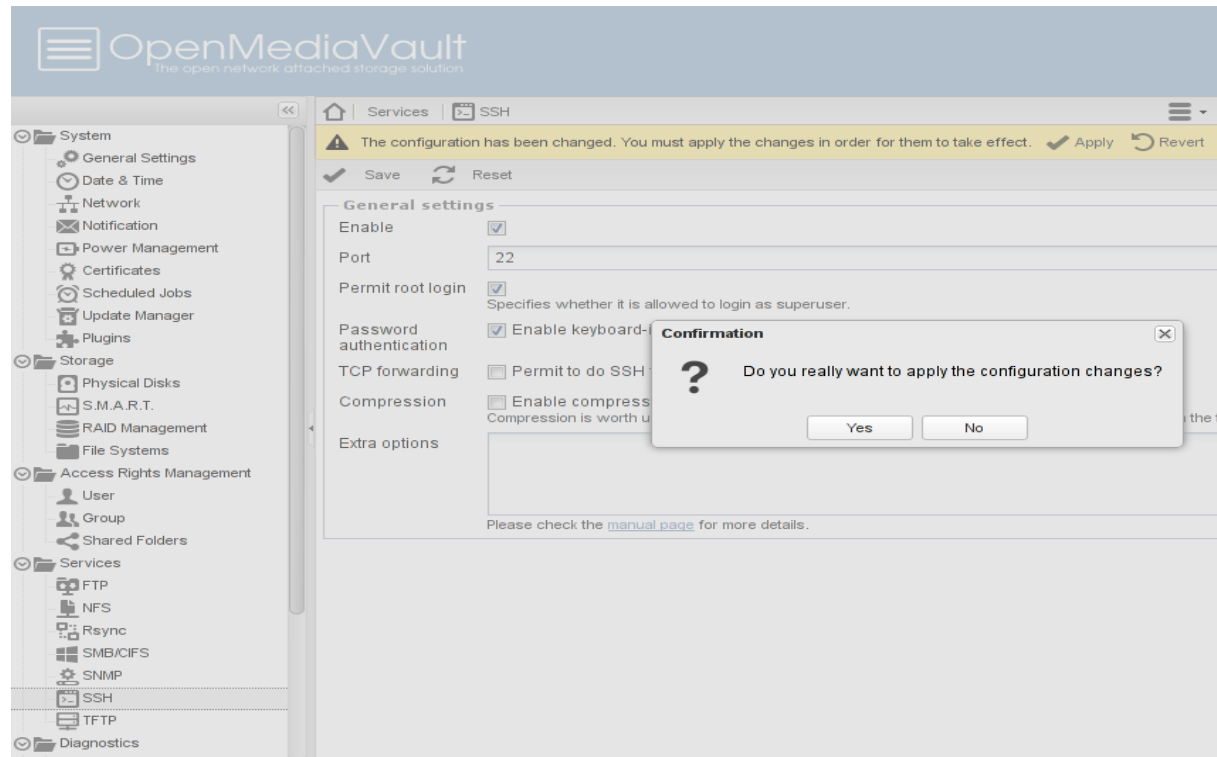 OpenMediaVault
The open network attached storage solution
Services SSH
System
General Settings
Date & Time
Network
Notification
Power Management
Certificates
Scheduled Jobs
Update Manager
Plugins
Storage
Physical Disks
S.M.A.R.T.
RAID Management
File Systems
Access Rights Management
User
Group
Shared Folders
Services
FTP
NFS
Rsync
SMB/CIFS
SNMP
SSH
TFTP
Diagnostics
The configuration has been changed. You must apply the changes in order for them to take effect. Apply Revert
Save Reset
General settings
Enable
Port 22
Permit root login
Specifies whether it is allowed to login as superuser.
Password authentication
Enable keyboard-i
TCP forwarding Permit to do SSH
Compression Enable compress
Compression is worth u
the
Extra options
Please check the manual page for more details.
Confirmation
Do you really want to apply the configuration changes?
Yes No